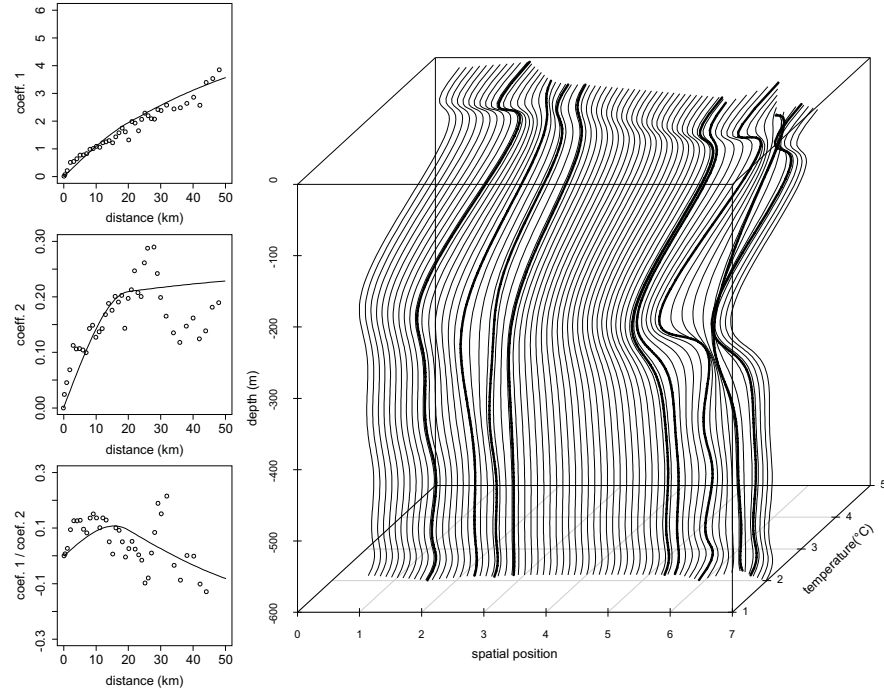 6
5
4
3
2
1
0
coeff. 1
0 10 20 30 40 50
distance (km)
0.30
0.20
0.10
0.00
coeff. 2
0 10 20 30 40 50
distance (km)
0.3
0.1
-0.1
-0.3
coef. 1 / coef. 2
0 10 20 30 40 50
distance (km)
0
-100
-200
-300
-400
-500
-600
depth (m)
0 1 2 3 4 5 6 7
spatial position
1
2
3
4
5
temperature(°C)